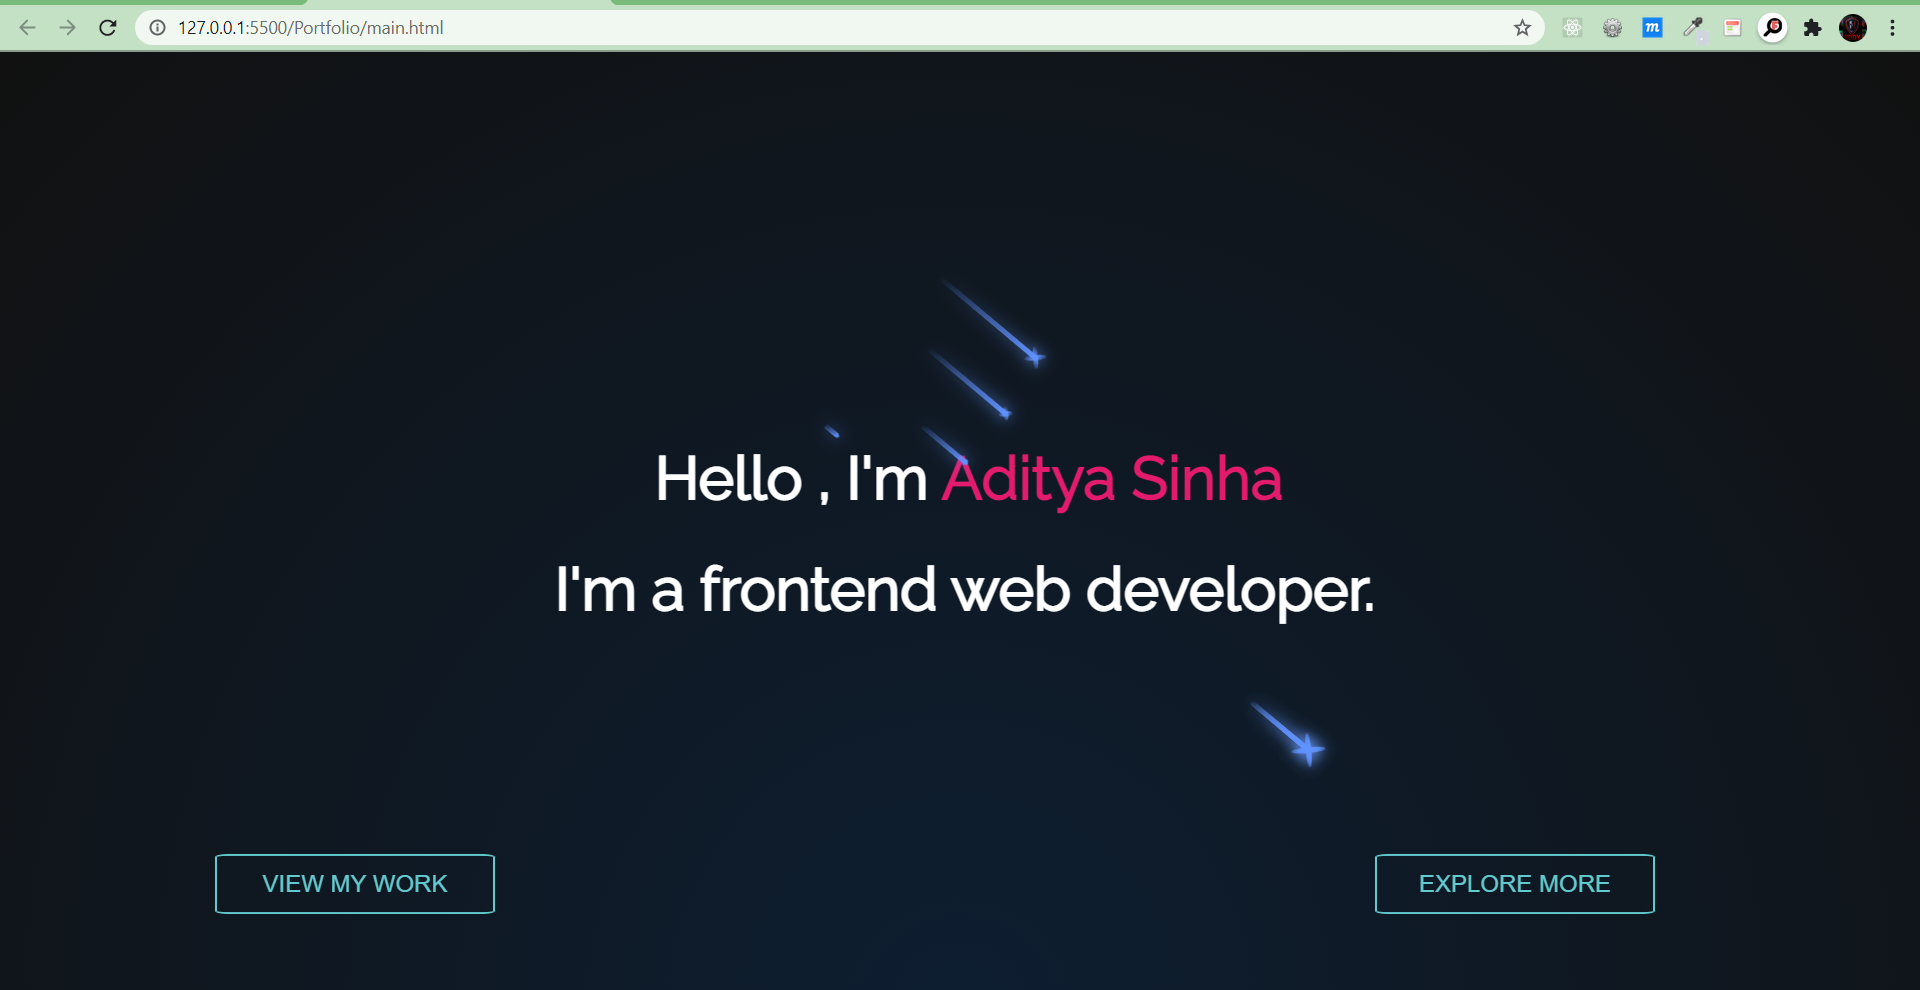 127.0.0.1:5500/Portfolio/main.html
m
Hello , I'm Aditya Sinha
I'm a frontend web developer.
VIEW MY WORK
EXPLORE MORE